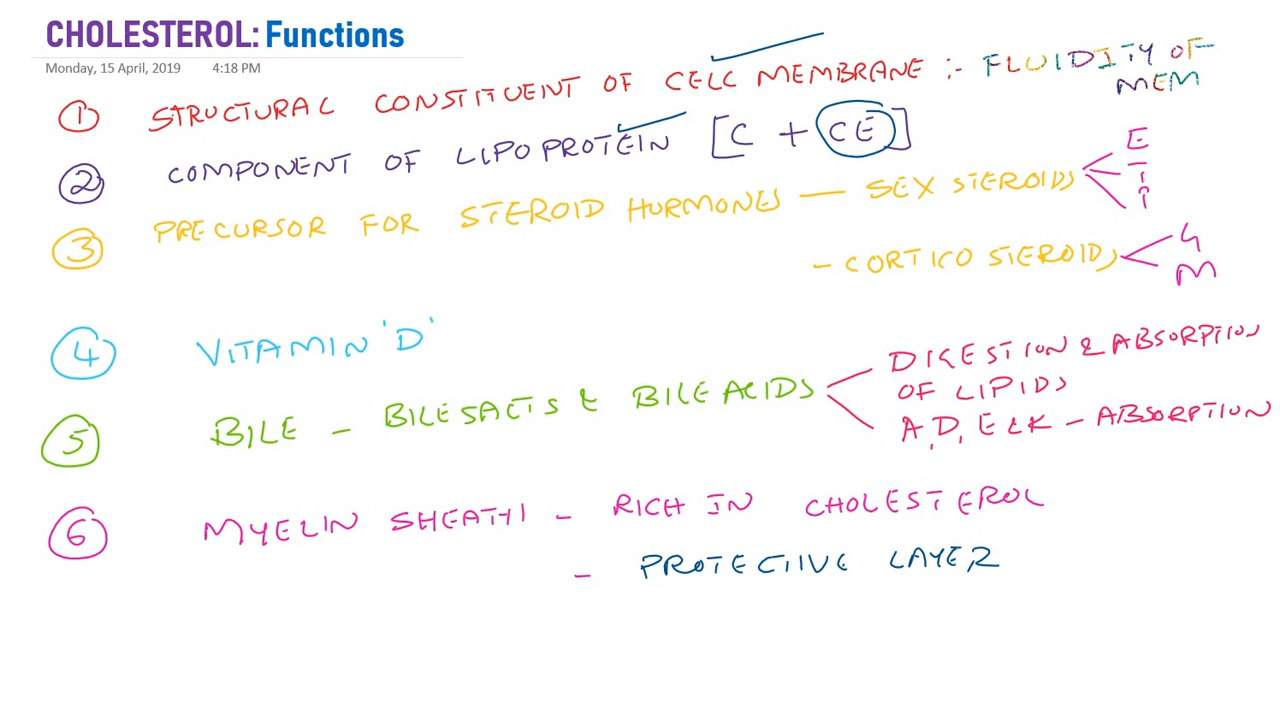 CHOLESTEROL: Functions
Monday, 15 April, 2019 4:18 PM
1 STRUCTURAL CONSTITUENT OF CELL MEMBRANE :- FLUIDITY OF
MEM
2 COMPONENT OF LIPOPROTEIN [C + CE]
3 PRECURSOR FOR STEROID HORMONES — SEX STEROIDS
E
T
P
- CORTICO STEROIDS
G
M
4 VITAMIN 'D'
5 BILE - BILE SALTS & BILE ACIDS
DIGESTION & ABSORPTION
OF LIPIDS
A, D, E & K - ABSORPTION
6 MYELIN SHEATH - RICH IN CHOLESTEROL
- PROTECTIVE LAYER